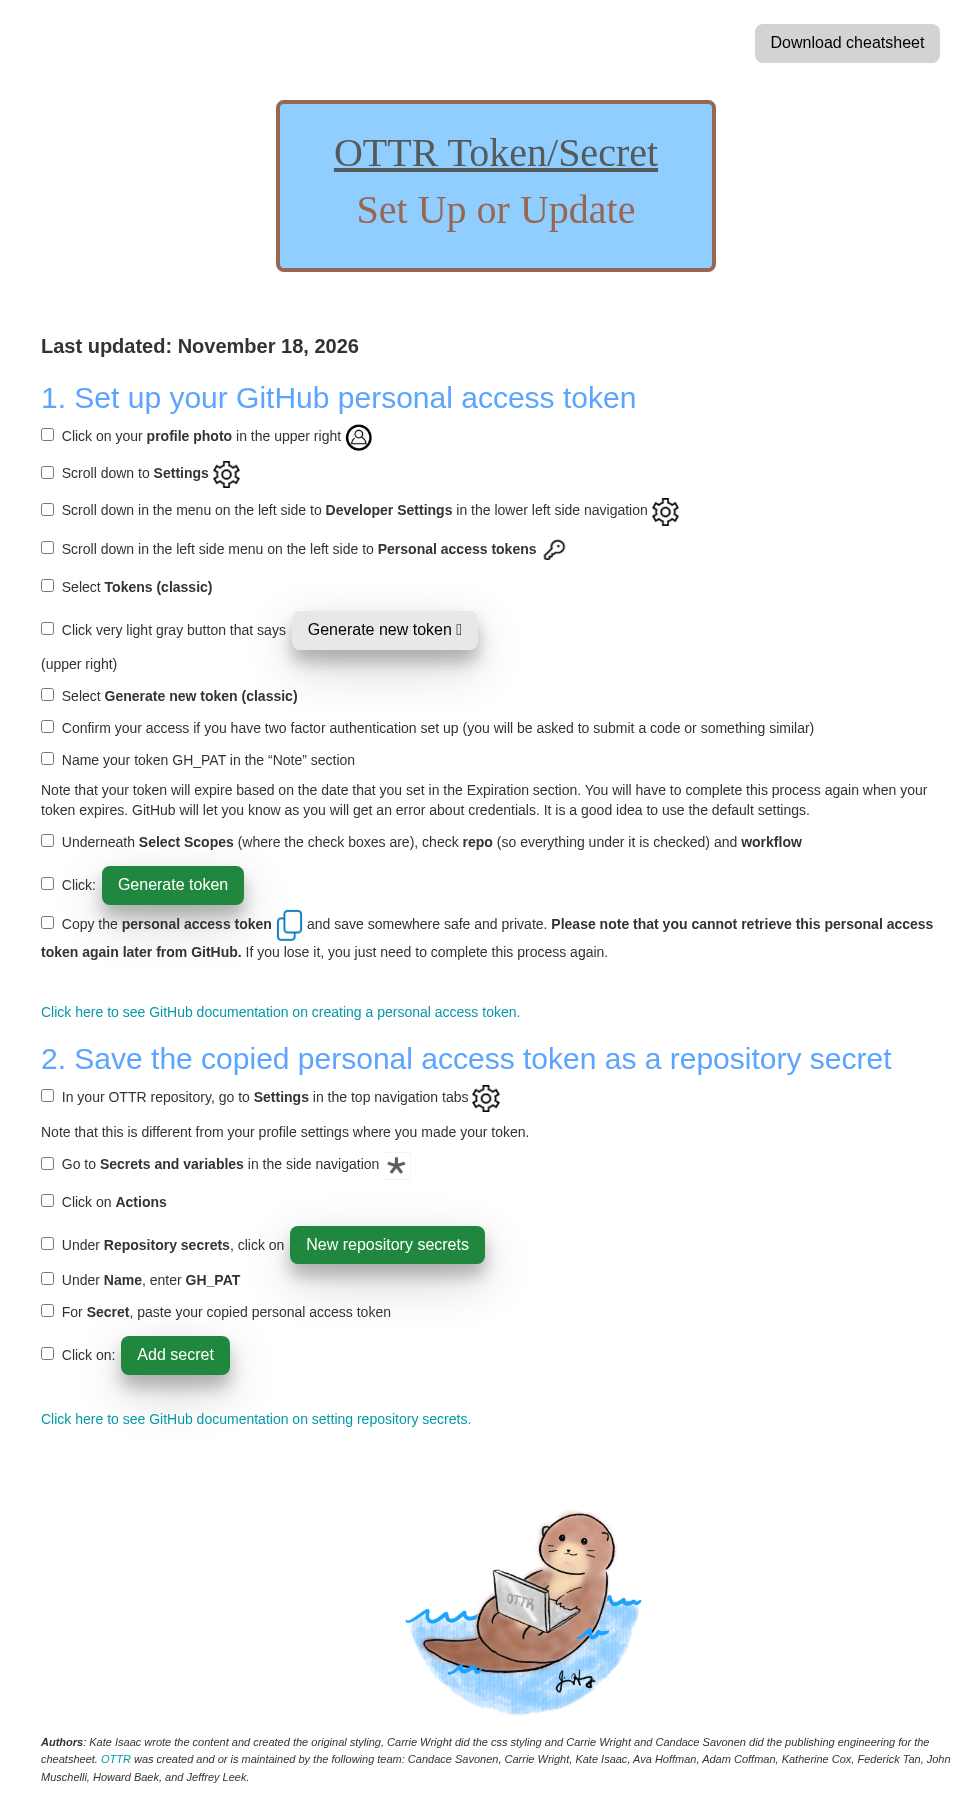 Download cheatsheet
OTTR Token/Secret
Set Up or Update
Last updated: November 18, 2026
1. Set up your GitHub personal access token
Click on your profile photo in the upper right
Scroll down to Settings
Scroll down in the menu on the left side to Developer Settings in the lower left side navigation
Scroll down in the left side menu on the left side to Personal access tokens
Select Tokens (classic)
Click very light gray button that says Generate new token
(upper right)
Select Generate new token (classic)
Confirm your access if you have two factor authentication set up (you will be asked to submit a code or something similar)
Name your token GH_PAT in the “Note” section
Note that your token will expire based on the date that you set in the Expiration section. You will have to complete this process again when your
token expires. GitHub will let you know as you will get an error about credentials. It is a good idea to use the default settings.
Underneath Select Scopes (where the check boxes are), check repo (so everything under it is checked) and workflow
Click: Generate token
Copy the personal access token and save somewhere safe and private. Please note that you cannot retrieve this personal access
token again later from GitHub. If you lose it, you just need to complete this process again.
Click here to see GitHub documentation on creating a personal access token.
2. Save the copied personal access token as a repository secret
In your OTTR repository, go to Settings in the top navigation tabs
Note that this is different from your profile settings where you made your token.
Go to Secrets and variables in the side navigation
Click on Actions
Under Repository secrets, click on New repository secrets
Under Name, enter GH_PAT
For Secret, paste your copied personal access token
Click on: Add secret
Click here to see GitHub documentation on setting repository secrets.
OTTR
Authors: Kate Isaac wrote the content and created the original styling, Carrie Wright did the css styling and Carrie Wright and Candace Savonen did the publishing engineering for the
cheatsheet. OTTR was created and or is maintained by the following team: Candace Savonen, Carrie Wright, Kate Isaac, Ava Hoffman, Adam Coffman, Katherine Cox, Federick Tan, John
Muschelli, Howard Baek, and Jeffrey Leek.